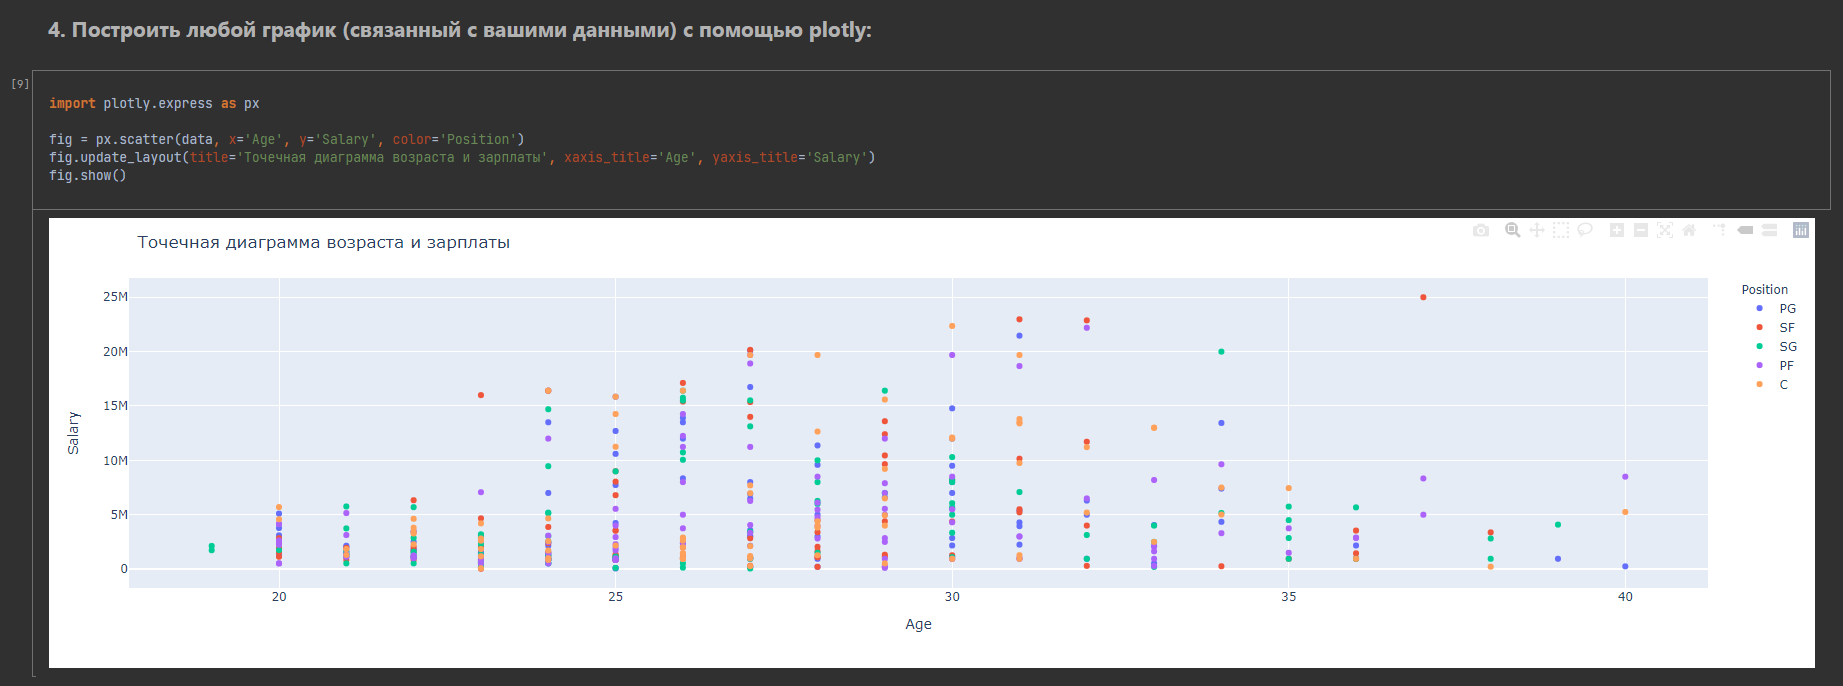 4. Построить любой график (связанный с вашими данными) с помощью plotly:
[9]
import plotly.express as px
fig = px.scatter(data, x='Age', y='Salary', color='Position')
fig.update_layout(title='Точечная диаграмма возраста и зарплаты', xaxis_title='Age', yaxis_title='Salary')
fig.show()
Точечная диаграмма возраста и зарплаты
25M
20M
15M
10M
5M
0
Salary
20
25
30
35
40
Age
Position
PG
SF
SG
PF
C